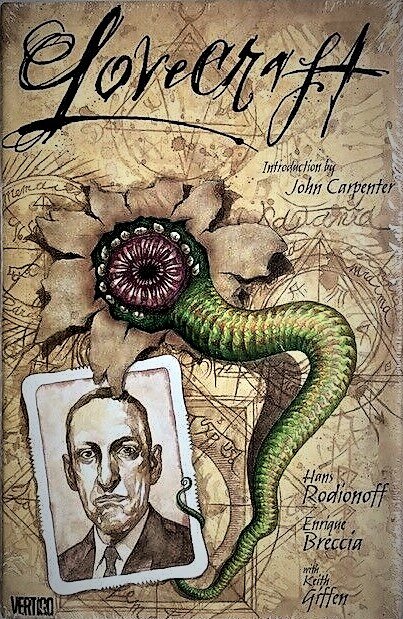 Lovecraft
Introduction by
John Carpenter
Hans
Rodionoff
Enrique
Breccia
with
Keith
Giffen
VERTIGO